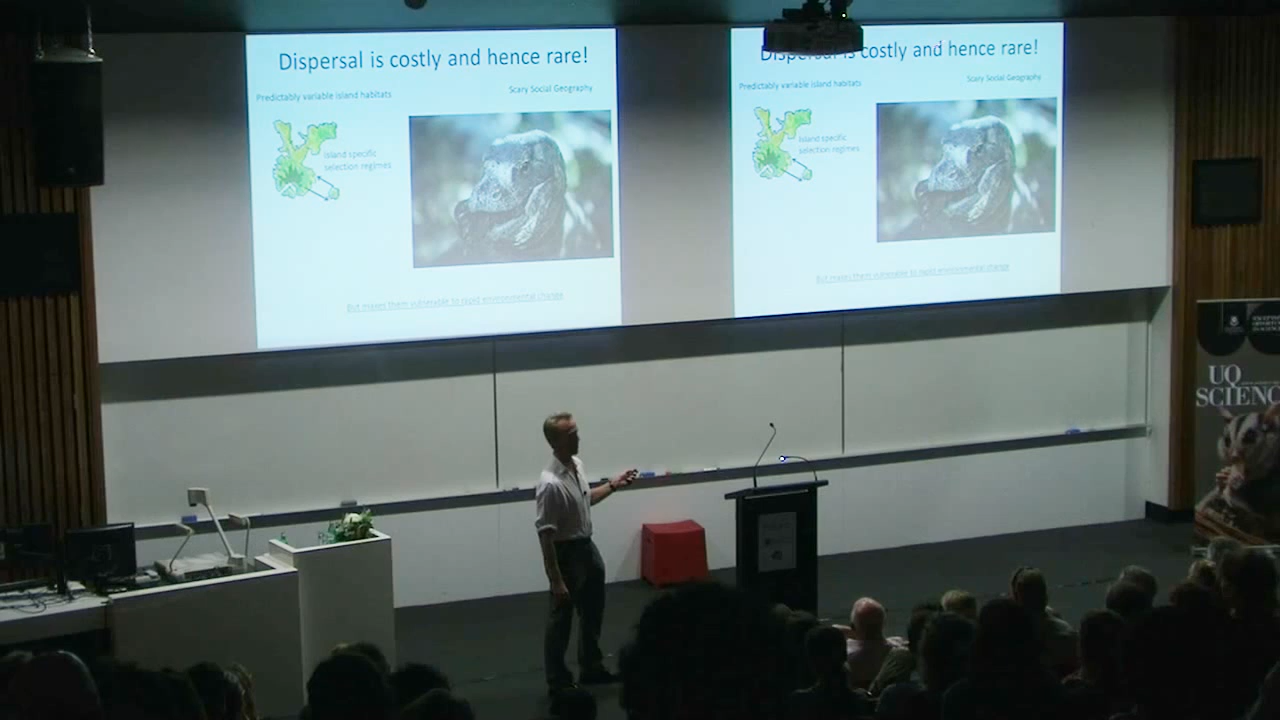 Dispersal is costly and hence rare!
Predictably variable island habitats
Scary Social Geography
Island specific
selection regimes
But makes them vulnerable to rapid environmental change
Dispersal is costly and hence rare!
Predictably variable island habitats
Scary Social Geography
Island specific
selection regimes
But makes them vulnerable to rapid environmental change
UQ
SCIENC